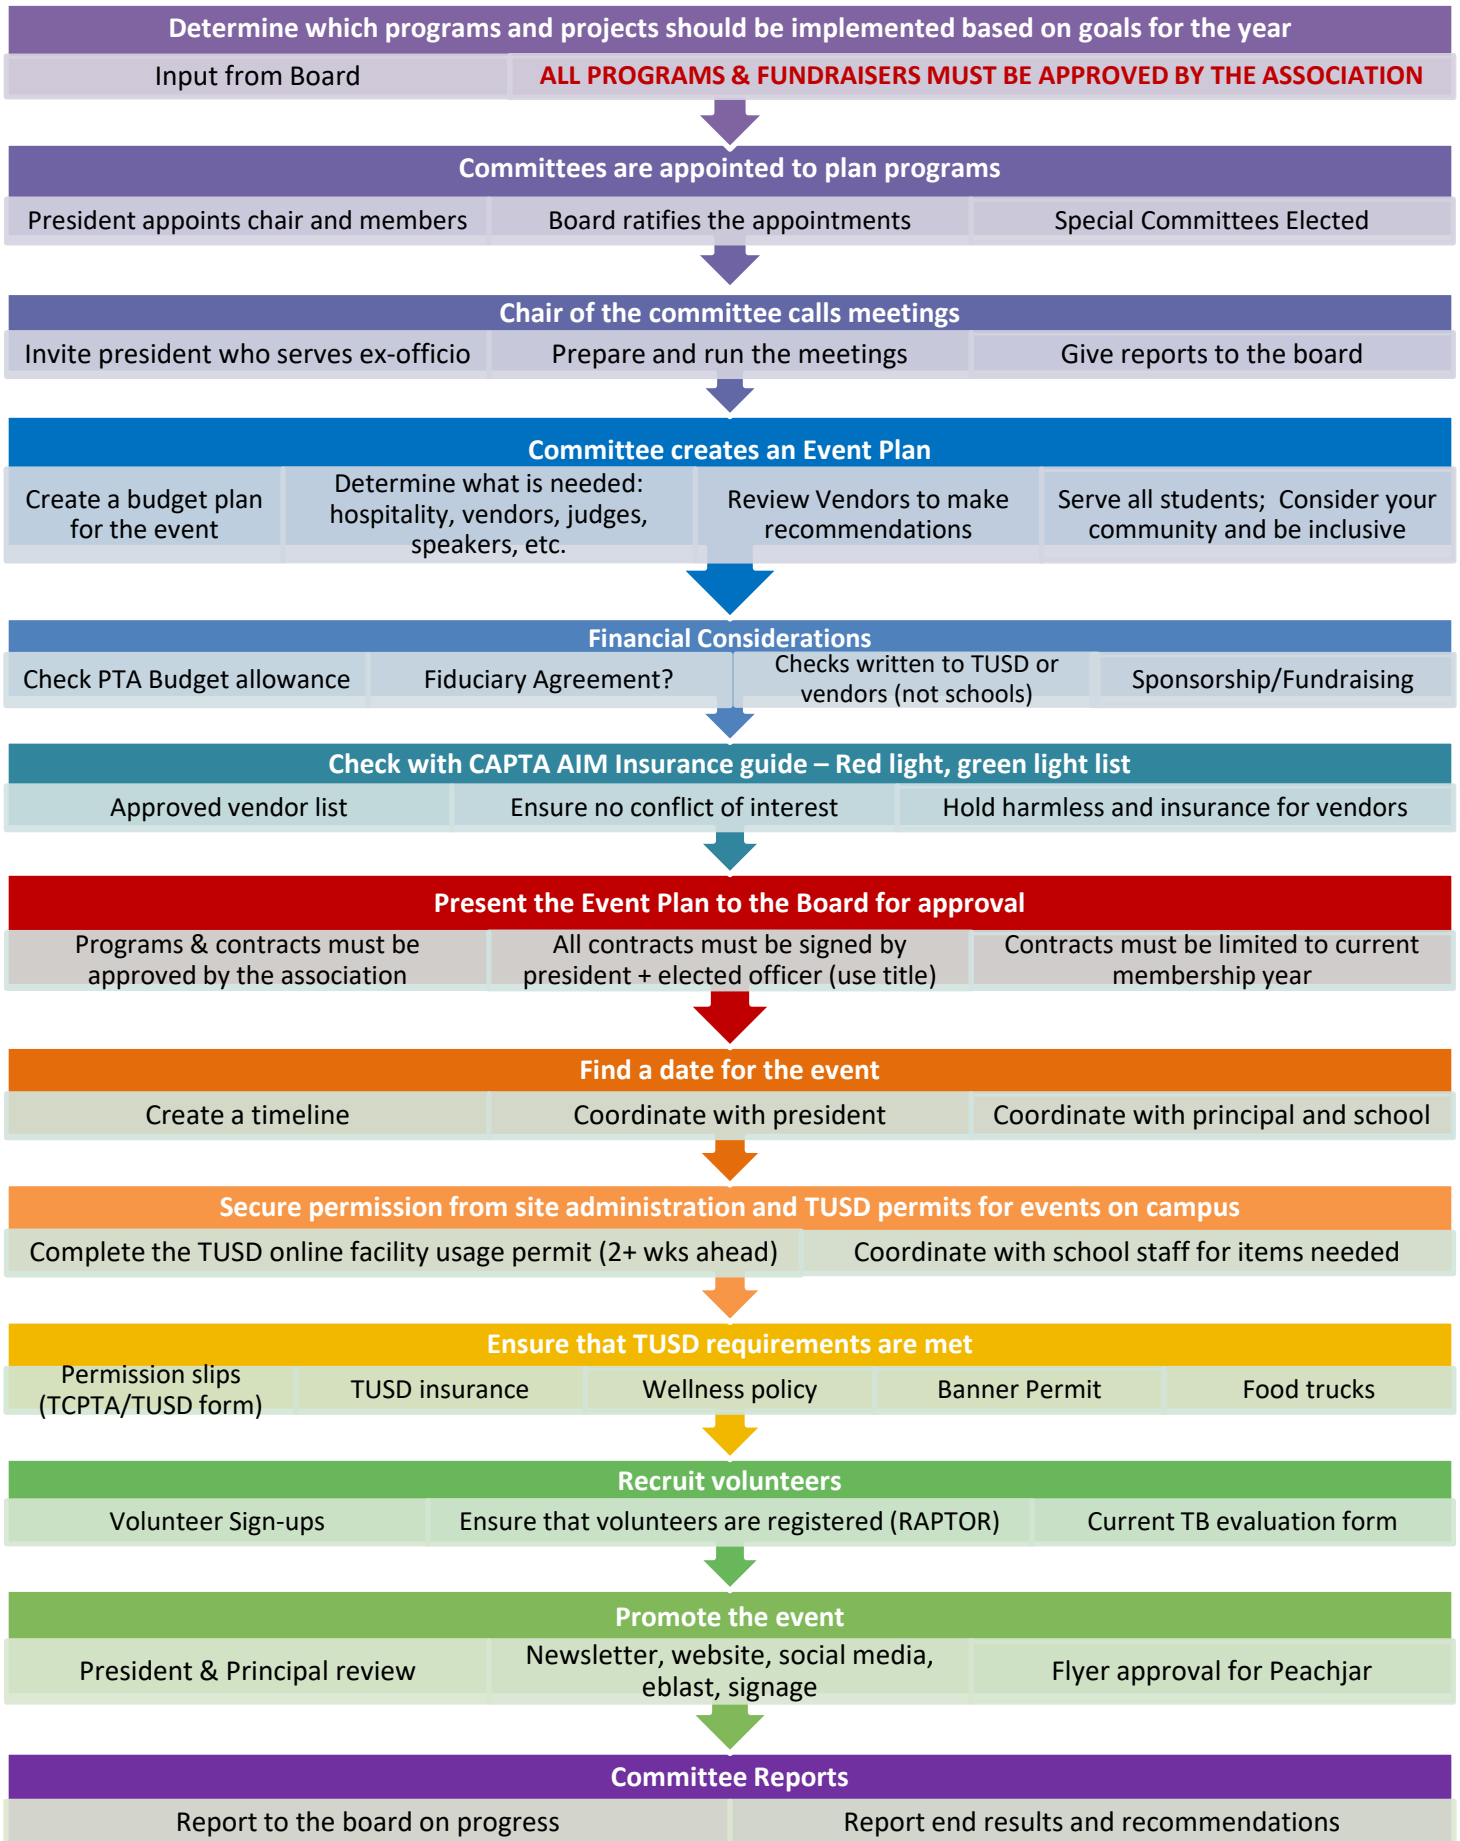 Determine which programs and projects should be implemented based on goals for the year
Input from Board
ALL PROGRAMS & FUNDRAISERS MUST BE APPROVED BY THE ASSOCIATION
Committees are appointed to plan programs
President appoints chair and members
Board ratifies the appointments
Special Committees Elected
Chair of the committee calls meetings
Invite president who serves ex-officio
Prepare and run the meetings
Give reports to the board
Committee creates an Event Plan
Create a budget plan
for the event
Determine what is needed:
hospitality, vendors, judges,
speakers, etc.
Review Vendors to make
recommendations
Serve all students;  Consider your
community and be inclusive
Financial Considerations
Check PTA Budget allowance
Fiduciary Agreement?
Checks written to TUSD or
vendors (not schools)
Sponsorship/Fundraising
Check with CAPTA AIM Insurance guide – Red light, green light list
Approved vendor list
Ensure no conflict of interest
Hold harmless and insurance for vendors
Present the Event Plan to the Board for approval
Programs & contracts must be
approved by the association
All contracts must be signed by
president + elected officer (use title)
Contracts must be limited to current
membership year
Find a date for the event
Create a timeline
Coordinate with president
Coordinate with principal and school
Secure permission from site administration and TUSD permits for events on campus
Complete the TUSD online facility usage permit (2+ wks ahead)
Coordinate with school staff for items needed
Ensure that TUSD requirements are met
Permission slips
(TCPTA/TUSD form)
TUSD insurance
Wellness policy
Banner Permit
Food trucks
Recruit volunteers
Volunteer Sign-ups
Ensure that volunteers are registered (RAPTOR)
Current TB evaluation form
Promote the event
President & Principal review
Newsletter, website, social media,
eblast, signage
Flyer approval for Peachjar
Committee Reports
Report to the board on progress
Report end results and recommendations